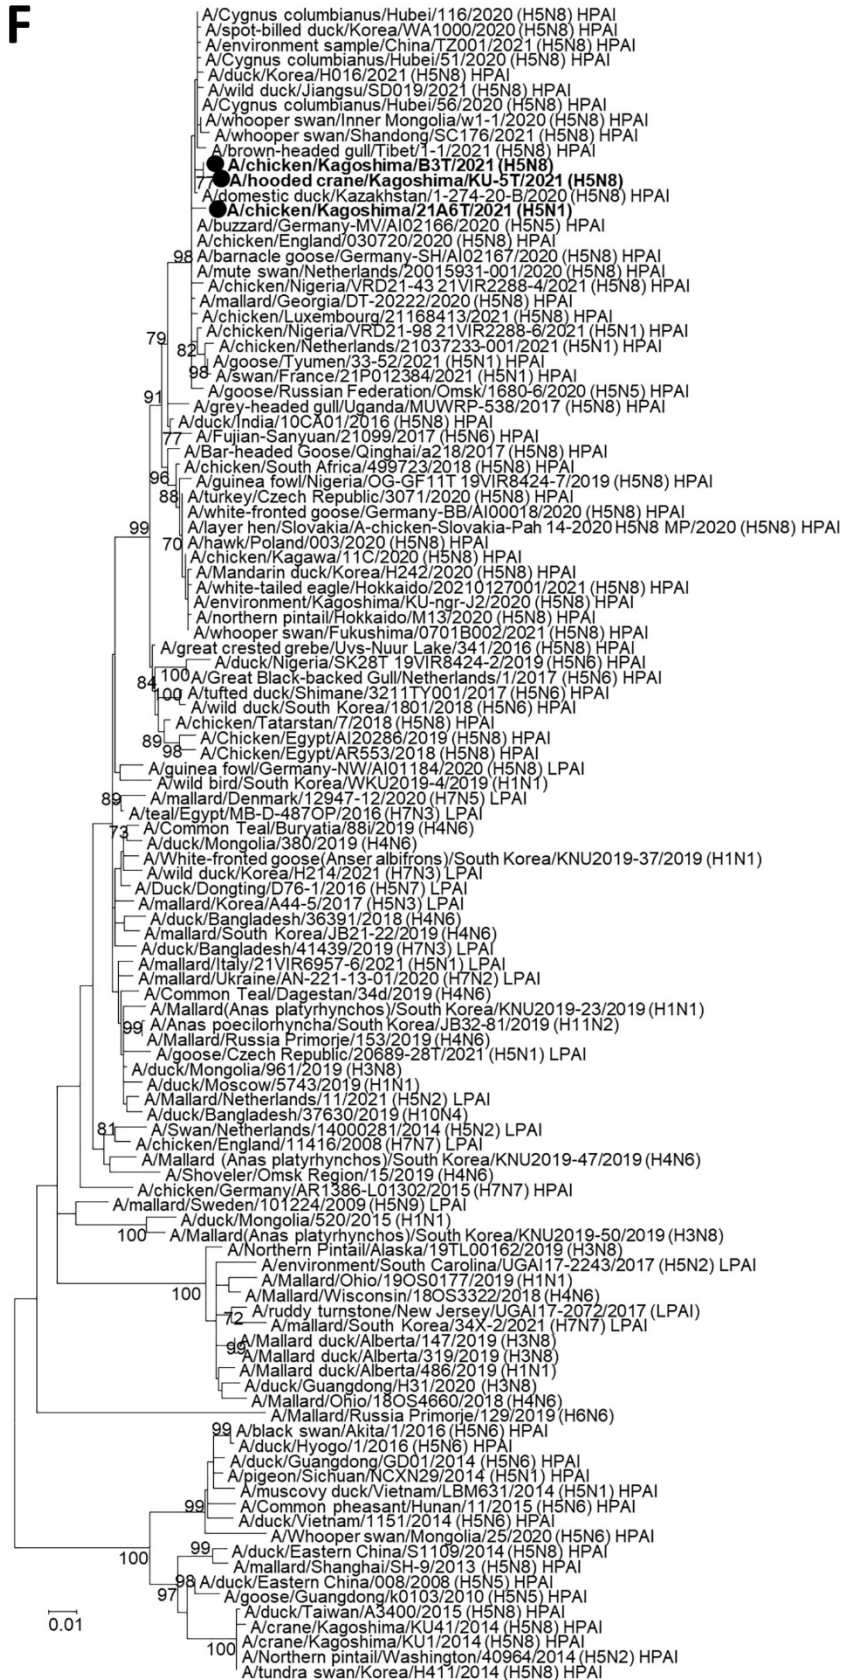 F
A/Cygnus columbianus/Hubei/116/2020 (H5N8) HPAI
A/spot-billed duck/Korea/WA1000/2020 (H5N8) HPAI
A/environment sample/China/TZ001/2021 (H5N8) HPAI
A/Cygnus columbianus/Hubei/51/2020 (H5N8) HPAI
A/duck/Korea/H016/2021 (H5N8) HPAI
A/wild duck/Jiangsu/SD019/2021 (H5N8) HPAI
A/Cygnus columbianus/Hubei/56/2020 (H5N8) HPAI
A/whooper swan/Inner Mongolia/w1-1/2020 (H5N8) HPAI
A/whooper swan/Shandong/SC176/2021 (H5N8) HPAI
A/brown-headed gull/Tibet/1-1/2021 (H5N8) HPAI
A/chicken/Kagoshima/B3T/2021 (H5N8)
77
A/hooded crane/Kagoshima/KU-5T/2021 (H5N8)
A/domestic duck/Kazakhstan/1-274-20-B/2020 (H5N8) HPAI
A/chicken/Kagoshima/21A6T/2021 (H5N1)
A/buzzard/Germany-MV/AI02166/2020 (H5N5) HPAI
A/chicken/England/030720/2020 (H5N8) HPAI
98
A/barnacle goose/Germany-SH/AI02167/2020 (H5N8) HPAI
A/mute swan/Netherlands/20015931-001/2020 (H5N8) HPAI
A/chicken/Nigeria/VRD21-43 21VIR2288-4/2021 (H5N8) HPAI
A/mallard/Georgia/DT-20222/2020 (H5N8) HPAI
A/chicken/Luxembourg/21168413/2021 (H5N8) HPAI
A/chicken/Nigeria/VRD21-98 21VIR2288-6/2021 (H5N1) HPAI
79
82
A/chicken/Netherlands/21037233-001/2021 (H5N1) HPAI
A/goose/Tyumen/33-52/2021 (H5N1) HPAI
98
A/swan/France/21P012384/2021 (H5N1) HPAI
A/goose/Russian Federation/Omsk/1680-6/2020 (H5N5) HPAI
91
A/grey-headed gull/Uganda/MUWRP-538/2017 (H5N8) HPAI
A/duck/India/10CA01/2016 (H5N8) HPAI
77
A/Fujian-Sanyuan/21099/2017 (H5N6) HPAI
A/Bar-headed Goose/Qinghai/a218/2017 (H5N8) HPAI
A/chicken/South Africa/499723/2018 (H5N8) HPAI
96
A/guinea fowl/Nigeria/OG-GF11T 19VIR8424-7/2019 (H5N8) HPAI
88
A/turkey/Czech Republic/3071/2020 (H5N8) HPAI
A/white-fronted goose/Germany-BB/AI00018/2020 (H5N8) HPAI
99
A/layer hen/Slovakia/A-chicken-Slovakia-Pah 14-2020 H5N8 MP/2020 (H5N8) HPAI
70
A/hawk/Poland/003/2020 (H5N8) HPAI
A/chicken/Kagawa/11C/2020 (H5N8) HPAI
A/Mandarin duck/Korea/H242/2020 (H5N8) HPAI
A/white-tailed eagle/Hokkaido/20210127001/2021 (H5N8) HPAI
A/environment/Kagoshima/KU-ngr-J2/2020 (H5N8) HPAI
A/northern pintail/Hokkaido/M13/2020 (H5N8) HPAI
A/whooper swan/Fukushima/0701B002/2021 (H5N8) HPAI
A/great crested grebe/Uvs-Nuur Lake/341/2016 (H5N8) HPAI
A/duck/Nigeria/SK28T 19VIR8424-2/2019 (H5N6) HPAI
100
A/Great Black-backed Gull/Netherlands/1/2017 (H5N6) HPAI
84
100
A/tufted duck/Shimane/3211TY001/2017 (H5N6) HPAI
A/wild duck/South Korea/1801/2018 (H5N6) HPAI
A/chicken/Tatarstan/7/2018 (H5N8) HPAI
89
A/Chicken/Egypt/AI20286/2019 (H5N8) HPAI
98
A/Chicken/Egypt/AR553/2018 (H5N8) HPAI
A/guinea fowl/Germany-NW/AI01184/2020 (H5N8) LPAI
A/wild bird/South Korea/WKU2019-4/2019 (H1N1)
89
A/mallard/Denmark/12947-12/2020 (H7N5) LPAI
A/teal/Egypt/MB-D-487OP/2016 (H7N3) LPAI
73
A/Common Teal/Buryatia/88i/2019 (H4N6)
A/duck/Mongolia/380/2019 (H4N6)
A/White-fronted goose(Anser albifrons)/South Korea/KNU2019-37/2019 (H1N1)
A/wild duck/Korea/H214/2021 (H7N3) LPAI
A/Duck/Dongting/D76-1/2016 (H5N7) LPAI
A/mallard/Korea/A44-5/2017 (H5N3) LPAI
A/duck/Bangladesh/36391/2018 (H4N6)
A/mallard/South Korea/JB21-22/2019 (H4N6)
A/duck/Bangladesh/41439/2019 (H7N3) LPAI
A/mallard/Italy/21VIR6957-6/2021 (H5N1) LPAI
A/mallard/Ukraine/AN-221-13-01/2020 (H7N2) LPAI
A/Common Teal/Dagestan/34d/2019 (H4N6)
A/Mallard(Anas platyrhynchos)/South Korea/KNU2019-23/2019 (H1N1)
99
A/Anas poecilorhyncha/South Korea/JB32-81/2019 (H11N2)
A/Mallard/Russia Primorje/153/2019 (H4N6)
A/goose/Czech Republic/20689-28T/2021 (H5N1) LPAI
A/duck/Mongolia/961/2019 (H3N8)
A/duck/Moscow/5743/2019 (H1N1)
A/Mallard/Netherlands/11/2021 (H5N2) LPAI
A/duck/Bangladesh/37630/2019 (H10N4)
81
A/Swan/Netherlands/14000281/2014 (H5N2) LPAI
A/chicken/England/11416/2008 (H7N7) LPAI
A/Mallard (Anas platyrhynchos)/South Korea/KNU2019-47/2019 (H4N6)
A/Shoveler/Omsk Region/15/2019 (H4N6)
A/chicken/Germany/AR1386-L01302/2015 (H7N7) HPAI
A/mallard/Sweden/101224/2009 (H5N9) LPAI
A/duck/Mongolia/520/2015 (H1N1)
100
A/Mallard(Anas platyrhynchos)/South Korea/KNU2019-50/2019 (H3N8)
A/Northern Pintail/Alaska/19TL00162/2019 (H3N8)
A/environment/South Carolina/UGAI17-2243/2017 (H5N2) LPAI
A/Mallard/Ohio/19OS0177/2019 (H1N1)
100
A/Mallard/Wisconsin/18OS3322/2018 (H4N6)
72
A/ruddy turnstone/New Jersey/UGAI17-2072/2017 (LPAI)
A/mallard/South Korea/34X-2/2021 (H7N7) LPAI
99
A/Mallard duck/Alberta/147/2019 (H3N8)
A/Mallard duck/Alberta/319/2019 (H3N8)
A/Mallard duck/Alberta/486/2019 (H1N1)
A/duck/Guangdong/H31/2020 (H3N8)
A/Mallard/Ohio/18OS4660/2018 (H4N6)
A/Mallard/Russia Primorje/129/2019 (H6N6)
99
A/black swan/Akita/1/2016 (H5N6) HPAI
A/duck/Hyogo/1/2016 (H5N6) HPAI
A/duck/Guangdong/GD01/2014 (H5N6) HPAI
A/pigeon/Sichuan/NCXN29/2014 (H5N1) HPAI
A/muscovy duck/Vietnam/LBM631/2014 (H5N1) HPAI
99
A/Common pheasant/Hunan/11/2015 (H5N6) HPAI
A/duck/Vietnam/1151/2014 (H5N6) HPAI
A/Whooper swan/Mongolia/25/2020 (H5N6) HPAI
100
99
A/duck/Eastern China/S1109/2014 (H5N8) HPAI
A/mallard/Shanghai/SH-9/2013 (H5N8) HPAI
98
A/duck/Eastern China/008/2008 (H5N5) HPAI
97
A/goose/Guangdong/k0103/2010 (H5N5) HPAI
A/duck/Taiwan/A3400/2015 (H5N8) HPAI
0.01
A/crane/Kagoshima/KU41/2014 (H5N8) HPAI
A/crane/Kagoshima/KU1/2014 (H5N8) HPAI
100
A/Northern pintail/Washington/40964/2014 (H5N2) HPAI
A/tundra swan/Korea/H411/2014 (H5N8) HPAI